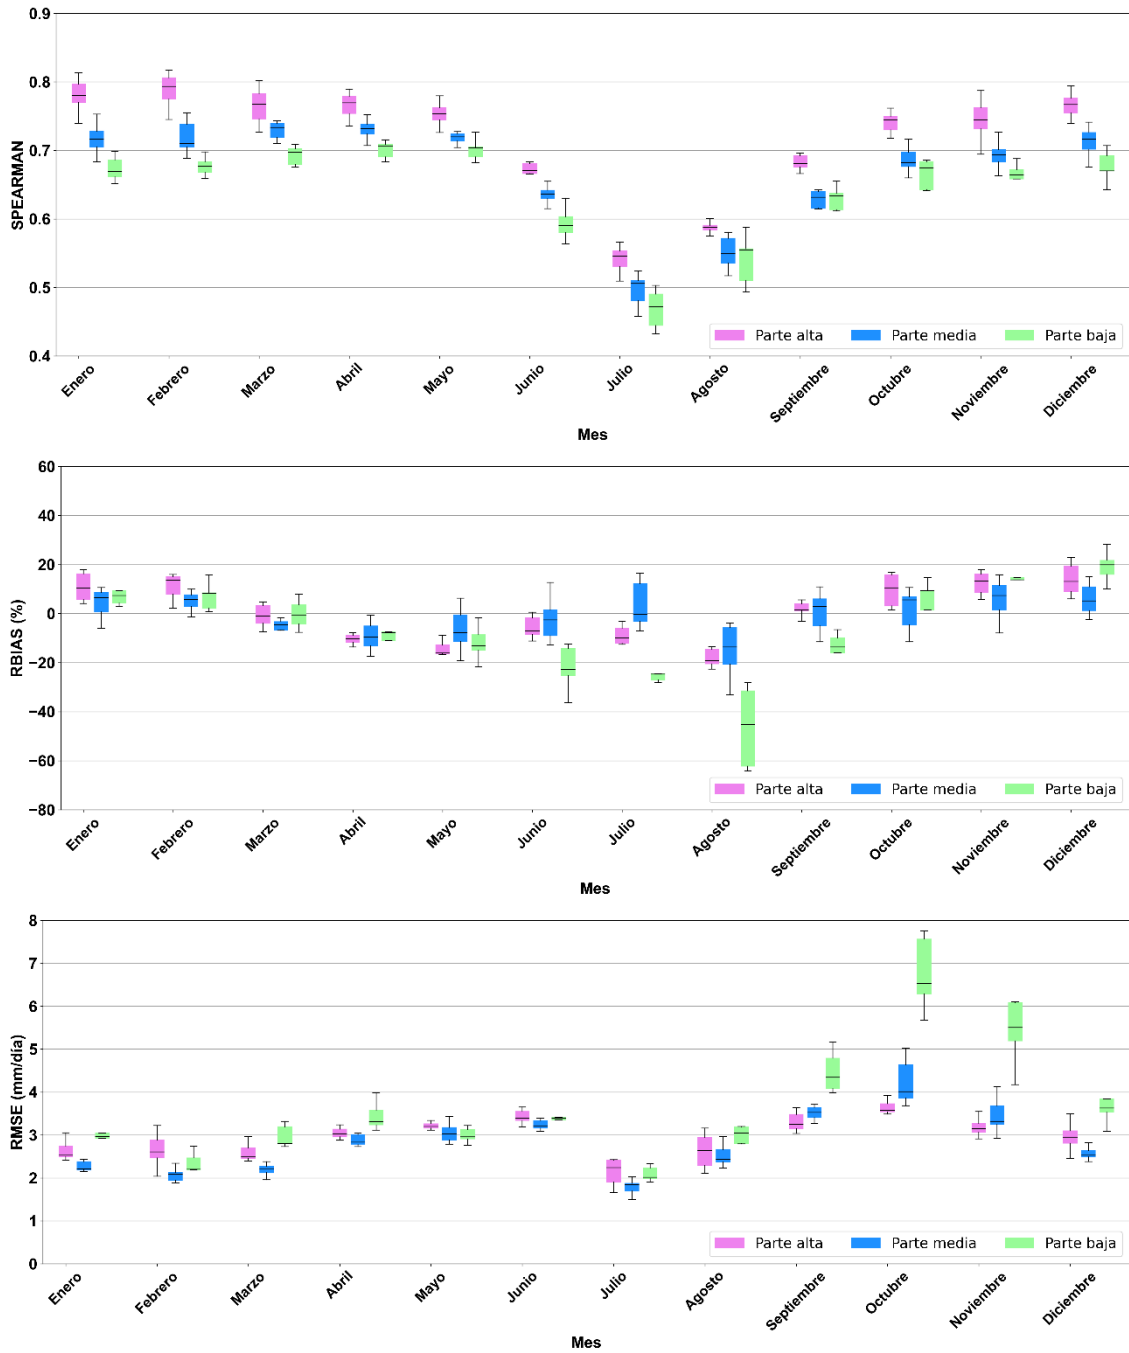 SPEARMAN
0.9
0.8
0.7
0.6
0.5
0.4
Parte alta Parte media Parte baja
Enero Febrero Marzo Abril Mayo Junio Julio Agosto Septiembre Octubre Noviembre Diciembre
Mes
RBIAS (%)
60
40
20
0
−20
−40
−60
−80
Parte alta Parte media Parte baja
Enero Febrero Marzo Abril Mayo Junio Julio Agosto Septiembre Octubre Noviembre Diciembre
Mes
RMSE (mm/día)
8
7
6
5
4
3
2
1
0
Parte alta Parte media Parte baja
Enero Febrero Marzo Abril Mayo Junio Julio Agosto Septiembre Octubre Noviembre Diciembre
Mes